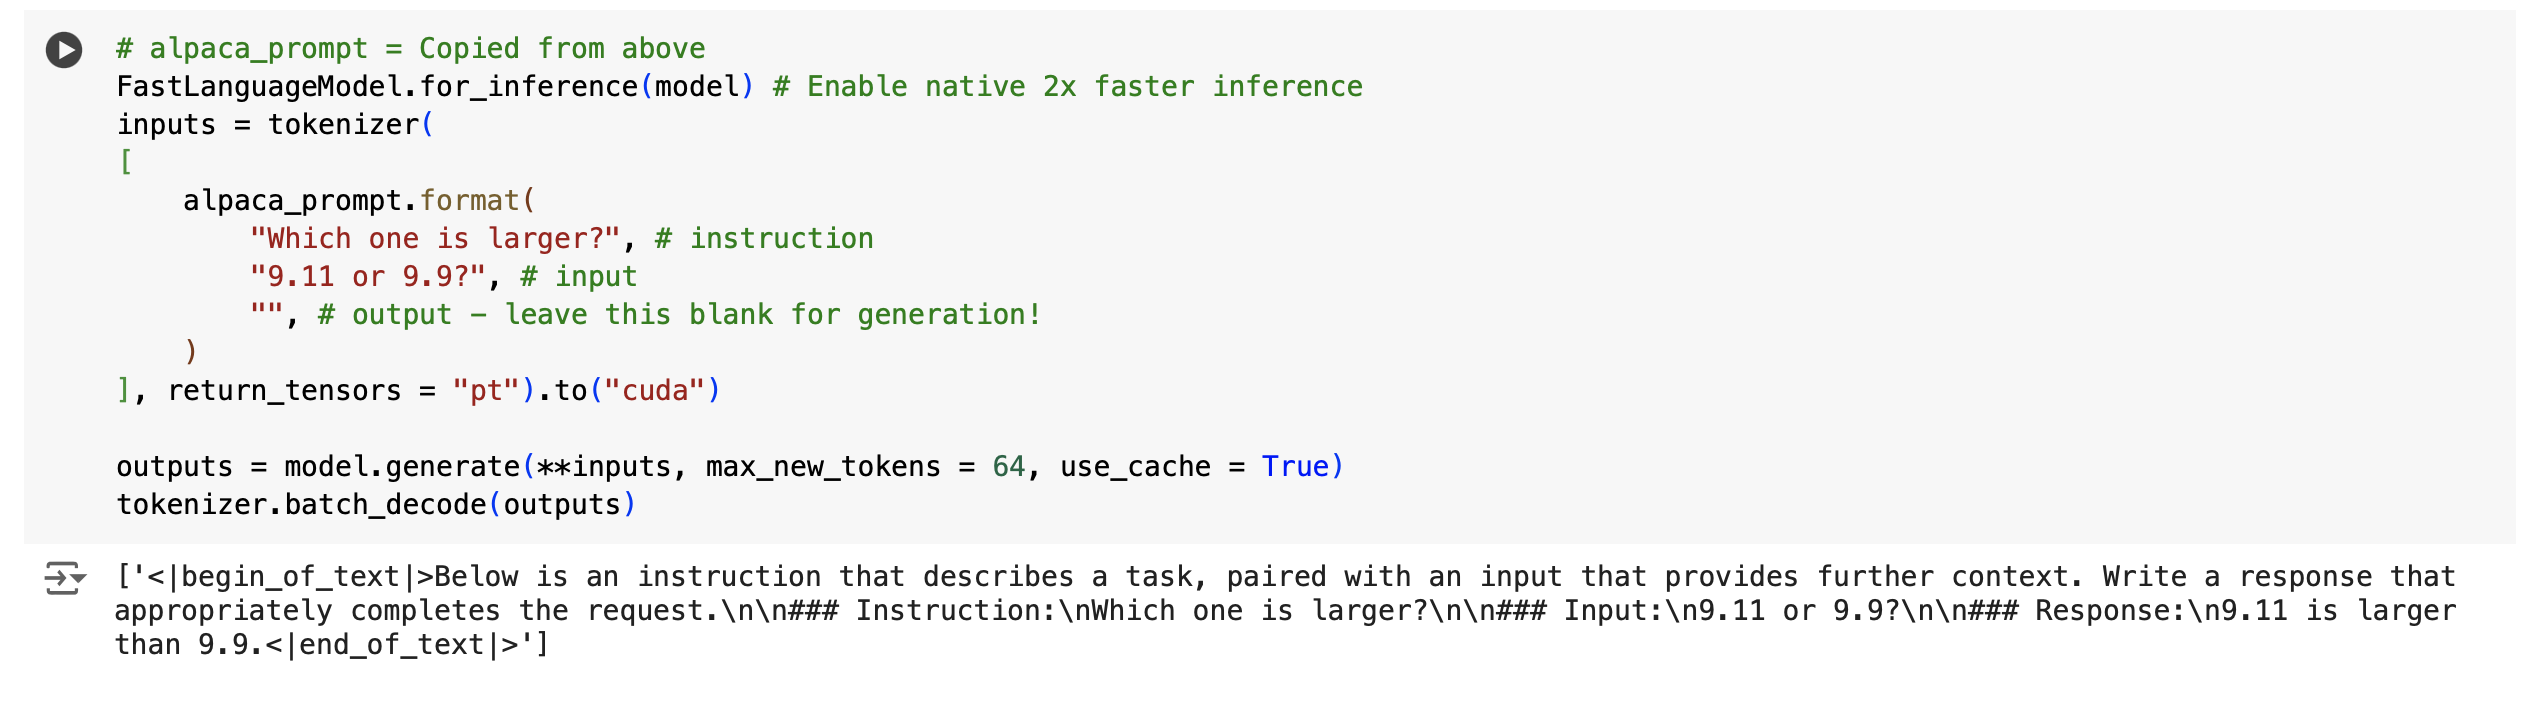 # alpaca_prompt = Copied from above
FastLanguageModel.for_inference(model) # Enable native 2x faster inference
inputs = tokenizer(
[
    alpaca_prompt.format(
        "Which one is larger?", # instruction
        "9.11 or 9.9?", # input
        "", # output – leave this blank for generation!
    )
], return_tensors = "pt").to("cuda")

outputs = model.generate(**inputs, max_new_tokens = 64, use_cache = True)
tokenizer.batch_decode(outputs)
['<|begin_of_text|>Below is an instruction that describes a task, paired with an input that provides further context. Write a response that
appropriately completes the request.\n\n### Instruction:\nWhich one is larger?\n\n### Input:\n9.11 or 9.9?\n\n### Response:\n9.11 is larger
than 9.9.<|end_of_text|>']